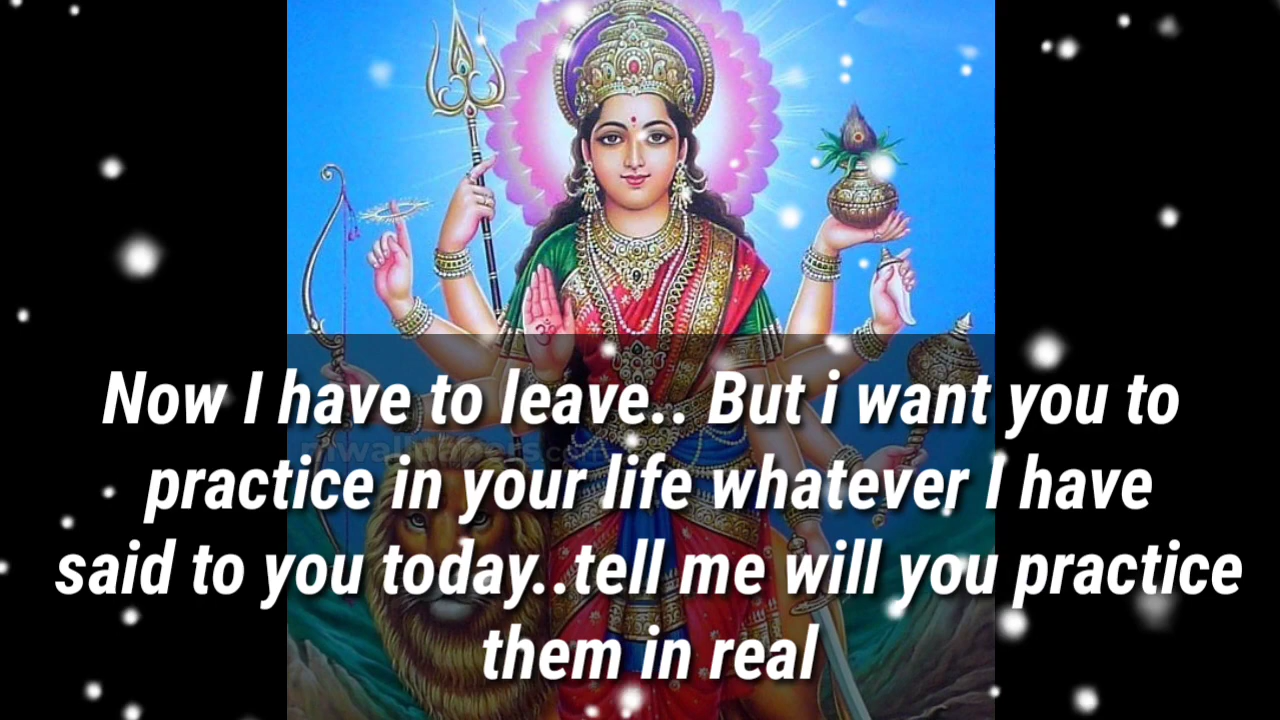 Now I have to leave.. But i want you to
practice in your life whatever I have
said to you today..tell me will you practice
them in real